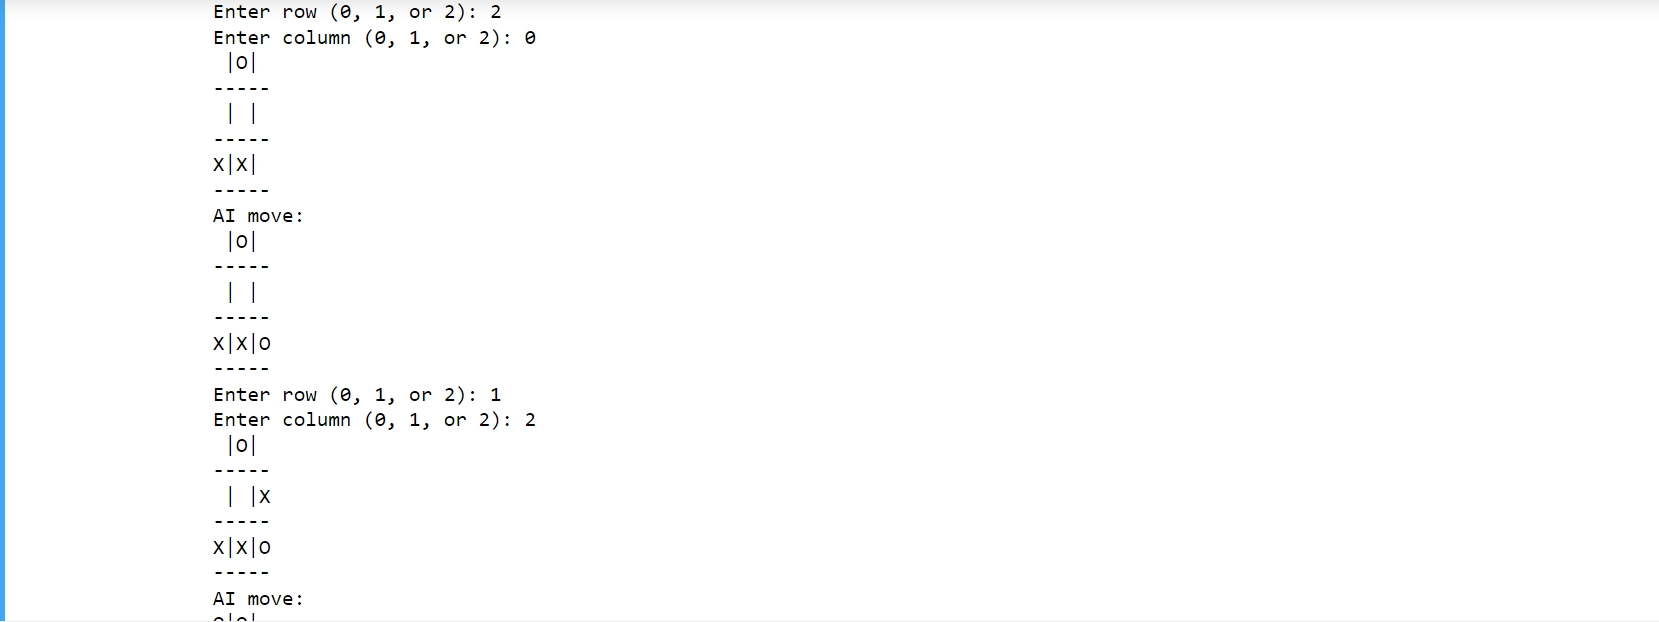 Enter row (0, 1, or 2): 2
Enter column (0, 1, or 2): 0
 |O|
-----
 | |
-----
X|X|
-----
AI move:
 |O|
-----
 | |
-----
X|X|O
-----
Enter row (0, 1, or 2): 1
Enter column (0, 1, or 2): 2
 |O|
-----
 | |X
-----
X|X|O
-----
AI move:
O|O|